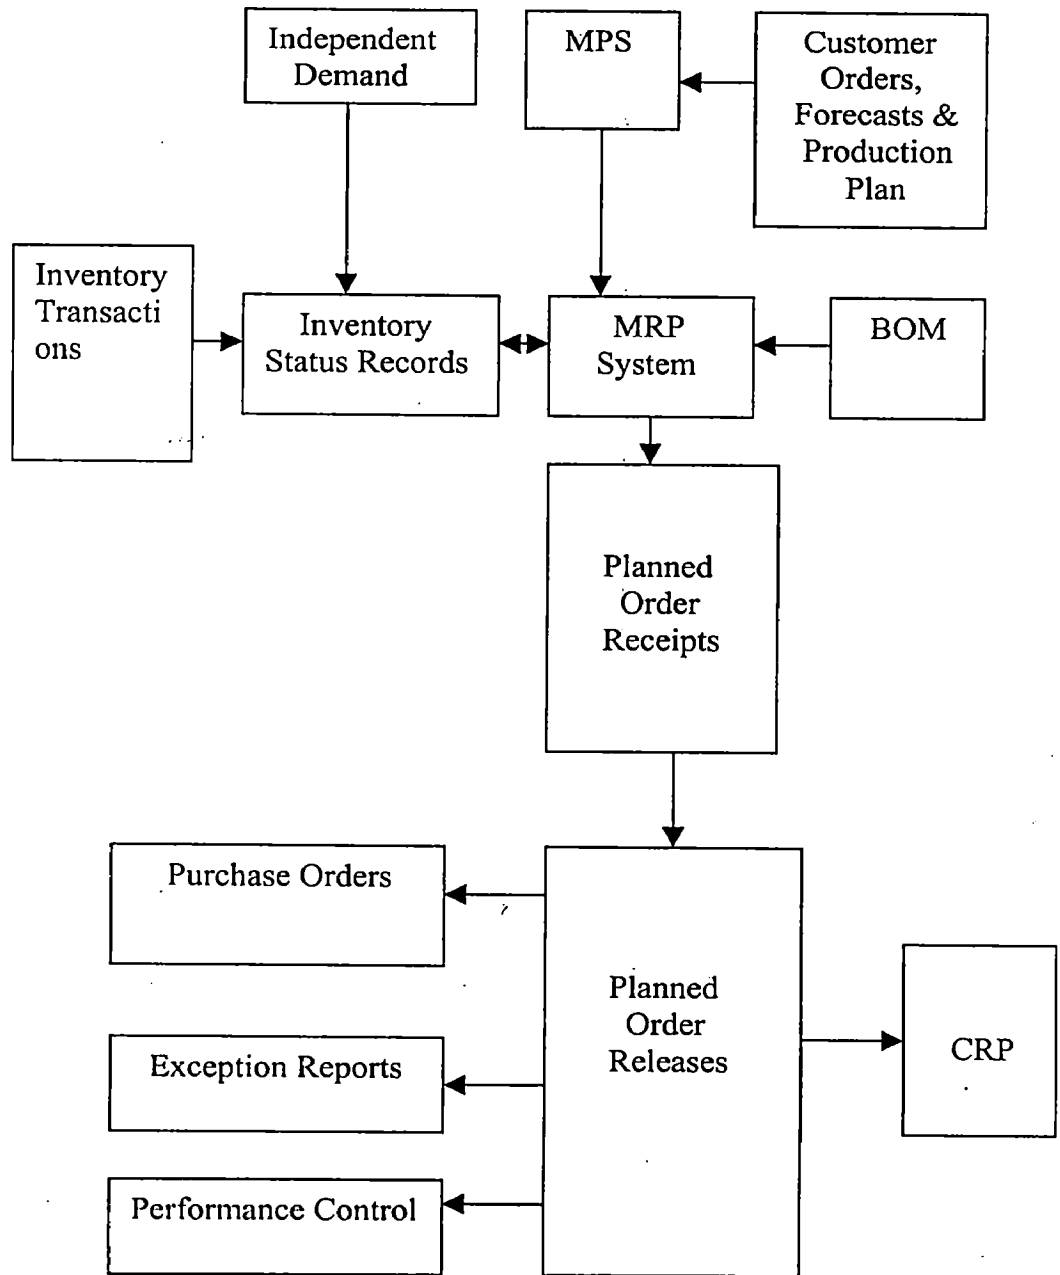 Independent
Demand
MPS
Customer
Orders,
Forecasts &
Production
Plan
Inventory
Transacti
ons
Inventory
Status Records
MRP
System
BOM
Planned
Order
Receipts
Purchase Orders
Exception Reports
Performance Control
Planned
Order
Releases
CRP